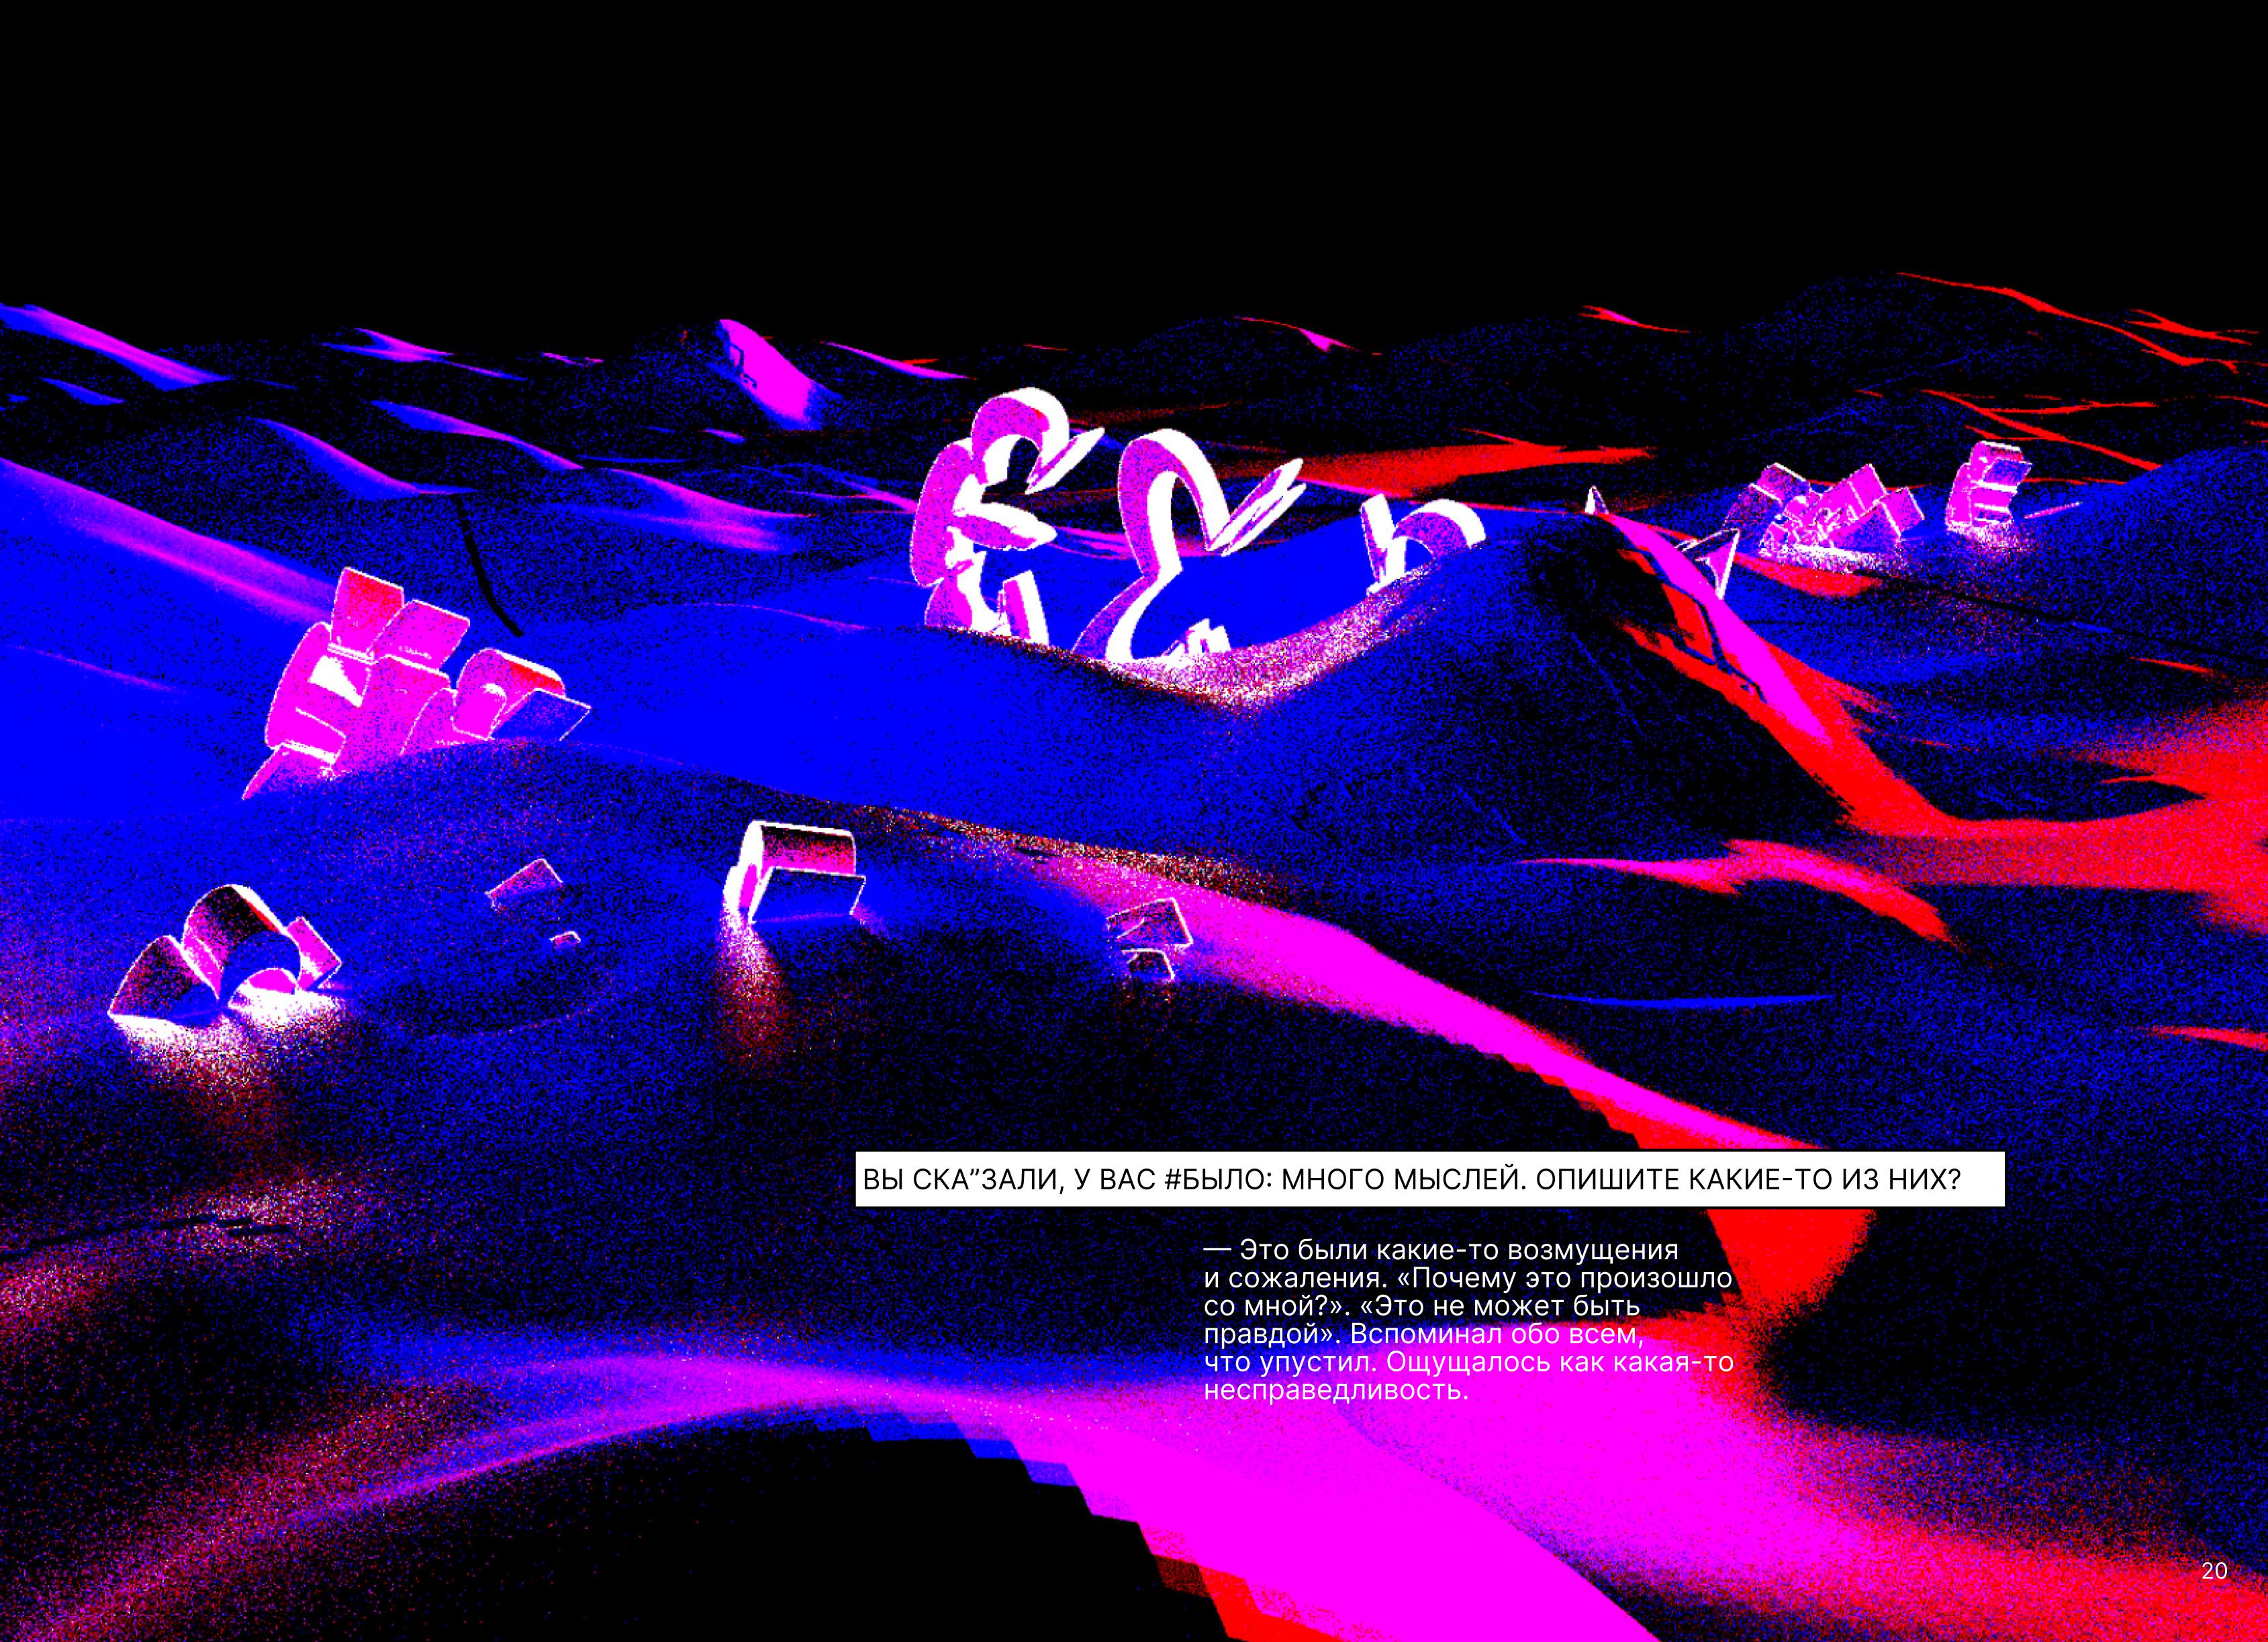 ВЫ СКА”ЗАЛИ, У ВАС #БЫЛО: МНОГО МЫСЛЕЙ. ОПИШИТЕ КАКИЕ-ТО ИЗ НИХ?
— Это были какие-то возмущения
и сожаления. «Почему это произошло
со мной?». «Это не может быть
правдой». Вспоминал обо всем,
что упустил. Ощущалось как какая-то
несправедливость.
20